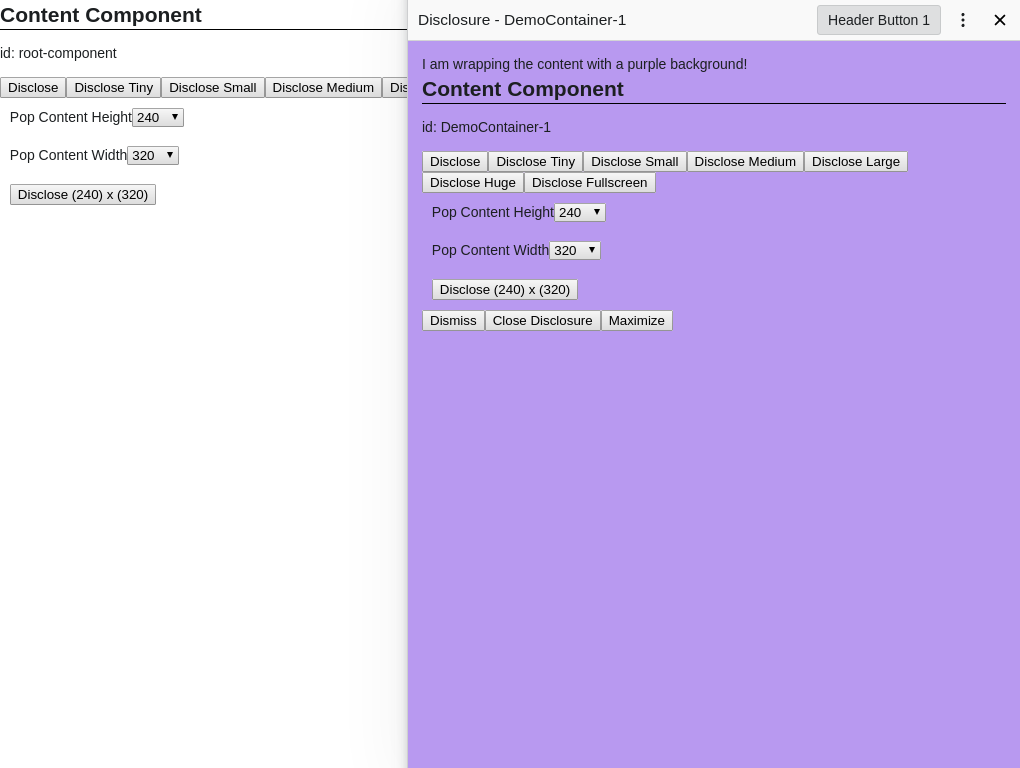 Content Component
id: root-component
Disclose Disclose Tiny Disclose Small Disclose Medium Dis
Pop Content Height 240
Pop Content Width 320
Disclose (240) x (320)
Disclosure - DemoContainer-1 Header Button 1
I am wrapping the content with a purple background!
Content Component
id: DemoContainer-1
Disclose Disclose Tiny Disclose Small Disclose Medium Disclose Large
Disclose Huge Disclose Fullscreen
Pop Content Height 240
Pop Content Width 320
Disclose (240) x (320)
Dismiss Close Disclosure Maximize